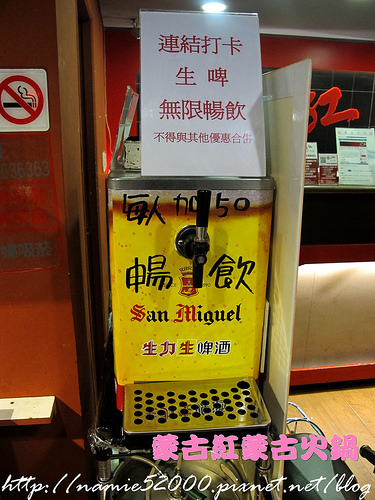 連結打卡
生啤
無限暢飲
不得與其他優惠合併
每人加50
暢飲
San Miguel
生力生啤酒
蒙古紅蒙古火鍋
http://namie52000.pixnet.net/blog